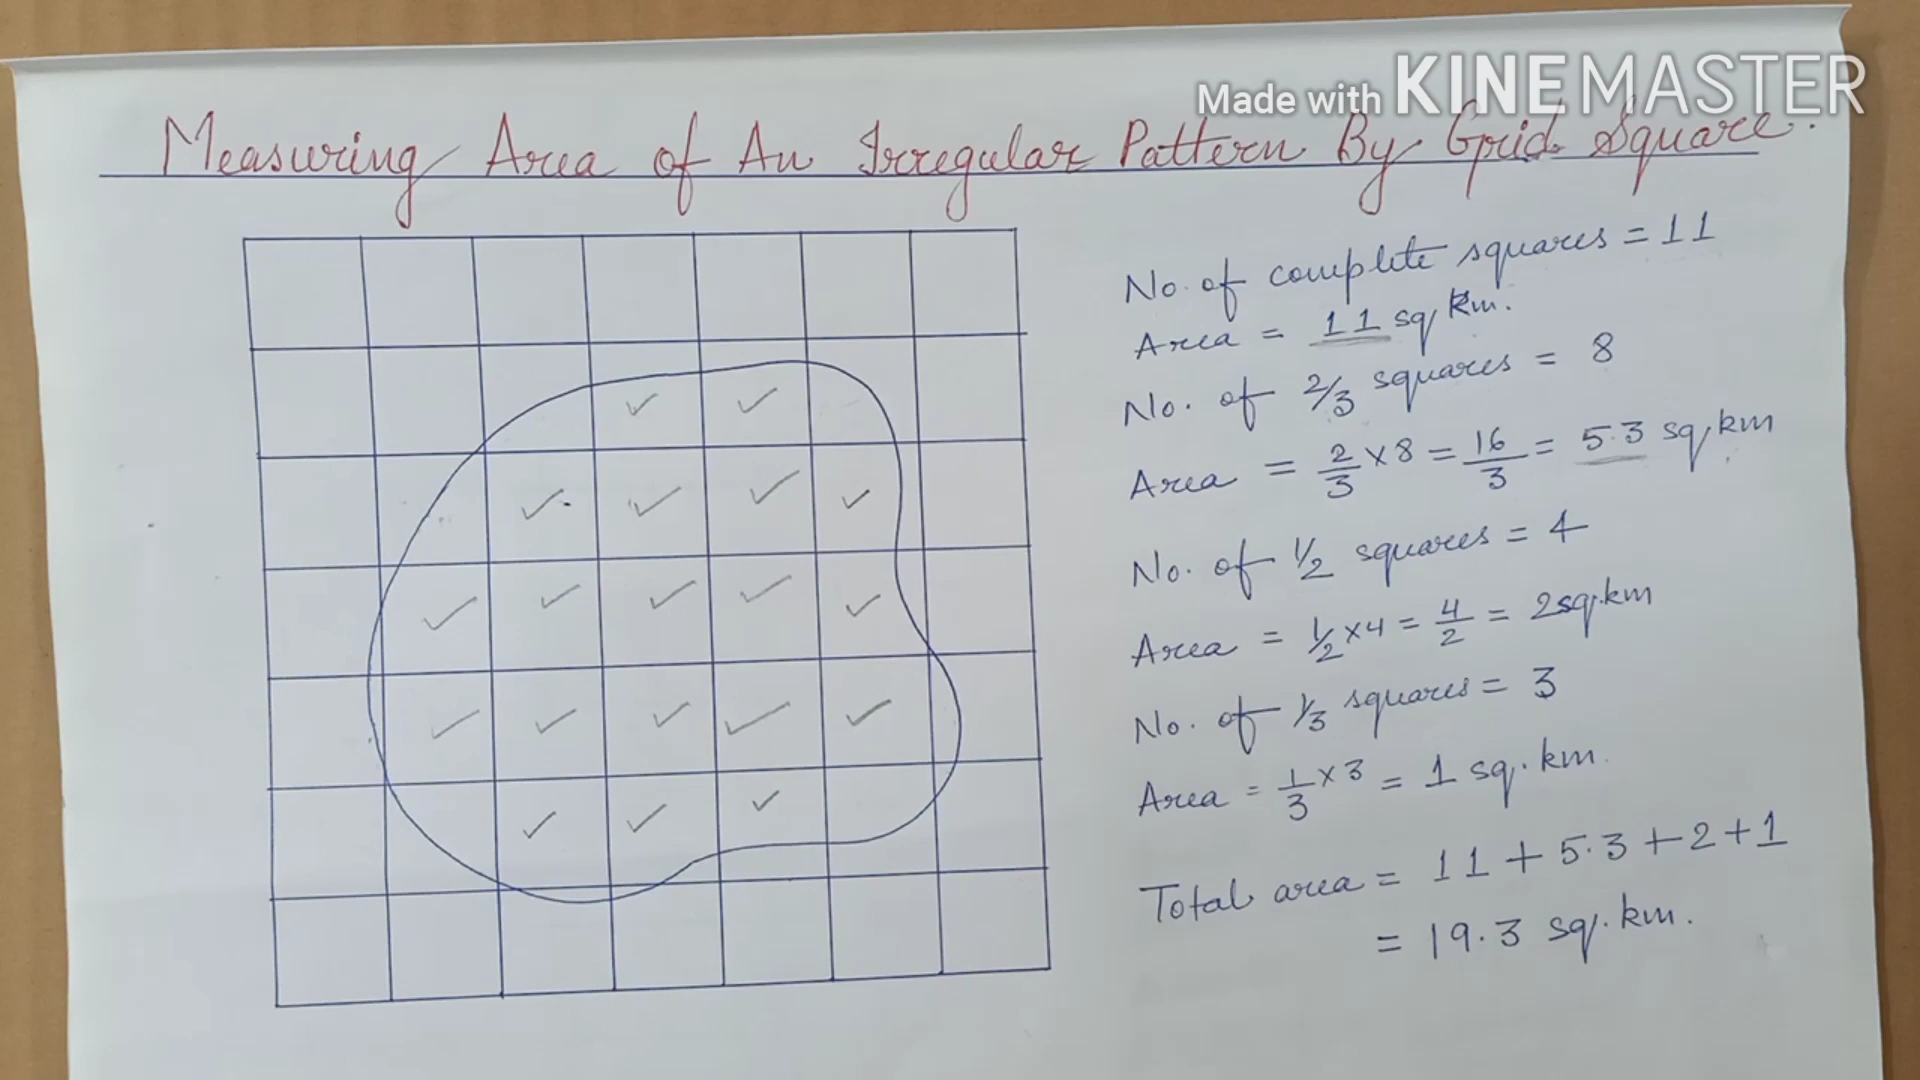 Made with KINEMASTER
Measuring Area of An Irregular Pattern By Grid Square.
No. of complete squares = 11
Area = 11 sq km.
No. of 2/3 squares = 8
Area = 2/3 × 8 = 16/3 = 5.3 sq km
No. of 1/2 squares = 4
Area = 1/2 × 4 = 4/2 = 2 sq. km
No. of 1/3 squares = 3
Area = 1/3 × 3 = 1 sq. km.
Total area = 11 + 5.3 + 2 + 1
= 19.3 sq. km.